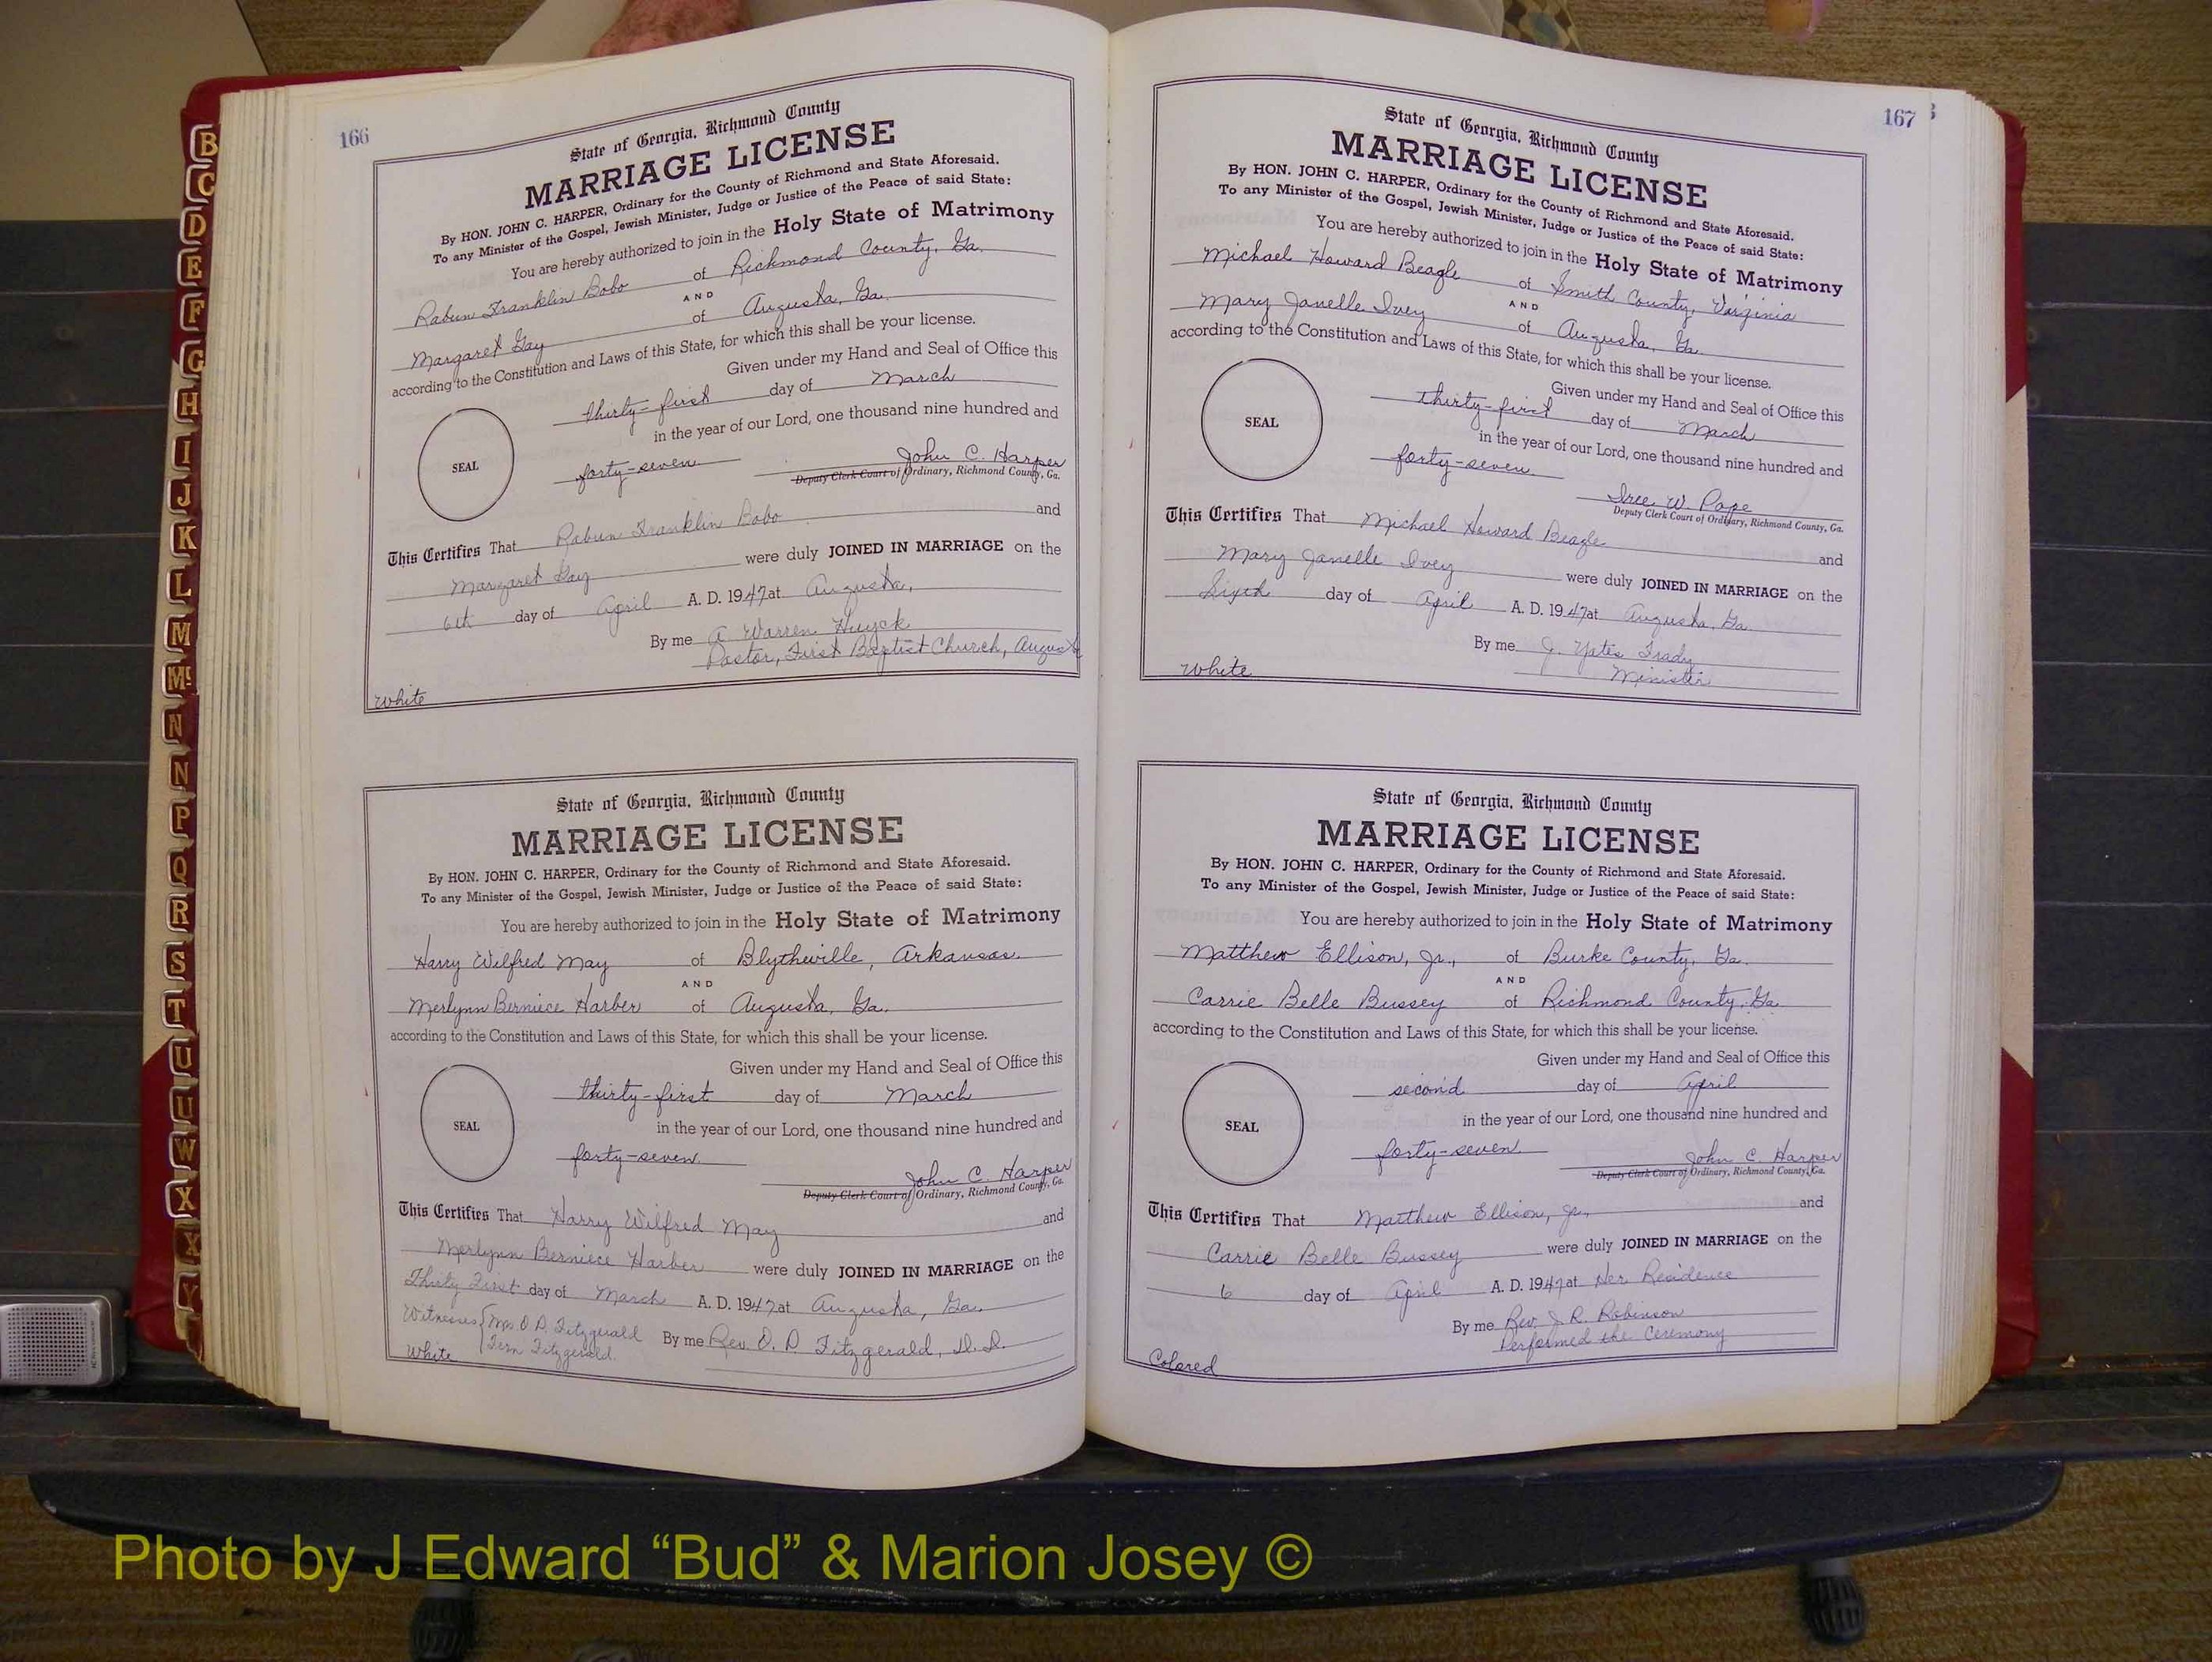 B
C
D
E
F
G
H
I
J
K
L
M
Mc
N
N
P
Q
R
S
T
U
U
W
X
X
Y
166
State of Georgia, Richmond County
MARRIAGE LICENSE
By HON. JOHN C. HARPER, Ordinary for the County of Richmond and State Aforesaid.
To any Minister of the Gospel, Jewish Minister, Judge or Justice of the Peace of said State:
You are hereby authorized to join in the Holy State of Matrimony
Rabun Franklin Bobo of Richmond County, Ga.
AND
Margaret Gay of Augusta, Ga.
according to the Constitution and Laws of this State, for which this shall be your license.
Given under my Hand and Seal of Office this
thirty-first day of March
in the year of our Lord, one thousand nine hundred and
SEAL
forty-seven John C. Harper
Deputy Clerk Court of Ordinary, Richmond County, Ga.
This Certifies That Rabun Franklin Bobo and
Margaret Gay were duly JOINED IN MARRIAGE on the
6th day of April A. D. 1947 at Augusta,
By me A. Warren Huyck
Pastor, First Baptist Church, Augusta
White
State of Georgia, Richmond County
MARRIAGE LICENSE
By HON. JOHN C. HARPER, Ordinary for the County of Richmond and State Aforesaid.
To any Minister of the Gospel, Jewish Minister, Judge or Justice of the Peace of said State:
You are hereby authorized to join in the Holy State of Matrimony
Harry Wilfred May of Blytheville, Arkansas.
AND
Merlynn Berniece Harber of Augusta, Ga.
according to the Constitution and Laws of this State, for which this shall be your license.
Given under my Hand and Seal of Office this
thirty-first day of March
in the year of our Lord, one thousand nine hundred and
SEAL
forty-seven John C. Harper
Deputy Clerk Court of Ordinary, Richmond County, Ga.
This Certifies That Harry Wilfred May and
Merlynn Berniece Harber were duly JOINED IN MARRIAGE on the
Thirty First day of March A. D. 1947 at Augusta, Ga.
Witnesses { Mrs. O. P. Fitzgerald
Fern Fitzgerald.
By me Rev. O. P. Fitzgerald, D. D.
White
167
State of Georgia, Richmond County
MARRIAGE LICENSE
By HON. JOHN C. HARPER, Ordinary for the County of Richmond and State Aforesaid.
To any Minister of the Gospel, Jewish Minister, Judge or Justice of the Peace of said State:
You are hereby authorized to join in the Holy State of Matrimony
Michael Howard Beagle of Smith County, Virginia
AND
Mary Janelle Ivey of Augusta, Ga.
according to the Constitution and Laws of this State, for which this shall be your license.
Given under my Hand and Seal of Office this
thirty-first day of March
in the year of our Lord, one thousand nine hundred and
SEAL
forty-seven
W. Pope
Deputy Clerk Court of Ordinary, Richmond County, Ga.
This Certifies That Michael Howard Beagle and
Mary Janelle Ivey were duly JOINED IN MARRIAGE on the
Sixth day of April A. D. 1947 at Augusta, Ga.
By me J. Yates
Minister
White
State of Georgia, Richmond County
MARRIAGE LICENSE
By HON. JOHN C. HARPER, Ordinary for the County of Richmond and State Aforesaid.
To any Minister of the Gospel, Jewish Minister, Judge or Justice of the Peace of said State:
You are hereby authorized to join in the Holy State of Matrimony
Matthew Ellison, Jr., of Burke County, Ga.
AND
Carrie Belle Bussey of Richmond County, Ga.
according to the Constitution and Laws of this State, for which this shall be your license.
Given under my Hand and Seal of Office this
second day of April
in the year of our Lord, one thousand nine hundred and
SEAL
forty-seven John C. Harper
Deputy Clerk Court of Ordinary, Richmond County, Ga.
This Certifies That Matthew Ellison, Jr., and
Carrie Belle Bussey were duly JOINED IN MARRIAGE on the
6 day of April A. D. 1947 at Her Residence
By me Rev. J. R. Robinson
Performed the Ceremony
Colored
Photo by J Edward “Bud” & Marion Josey ©